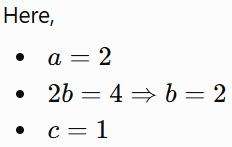 Here,
• a = 2
• 2b = 4 ⇒ b = 2
• c = 1